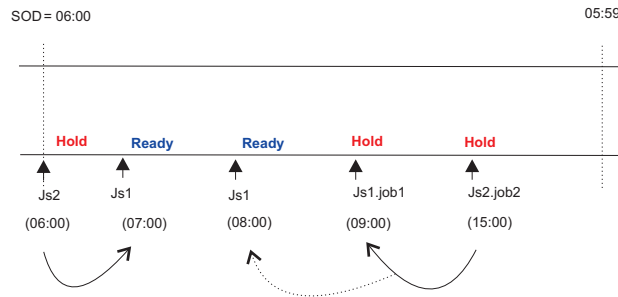 SOD = 06:00 05:59
Hold Ready Ready Hold Hold
Js2 Js1 Js1 Js1.job1 Js2.job2
(06:00) (07:00) (08:00) (09:00) (15:00)